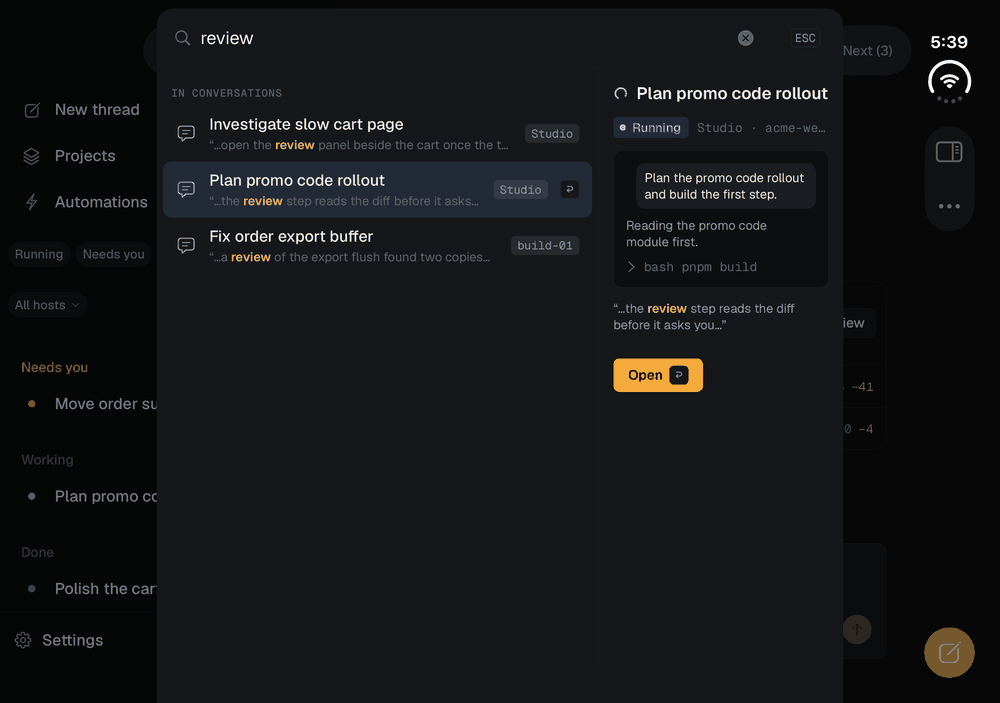 review
ESC
Next (3)
5:39
New thread
Projects
Automations
Running
Needs you
All hosts
Needs you
Move order su
Working
Plan promo co
Done
Polish the car
Settings
IN CONVERSATIONS
Investigate slow cart page
“…open the review panel beside the cart once the t…
Studio
Plan promo code rollout
“…the review step reads the diff before it asks…
Studio
Fix order export buffer
“…a review of the export flush found two copies…
build-01
Plan promo code rollout
Running
Studio · acme-we…
Plan the promo code rollout
and build the first step.
Reading the promo code
module first.
bash pnpm build
“…the review step reads the diff
before it asks you…”
Open
iew
-41
0 -4